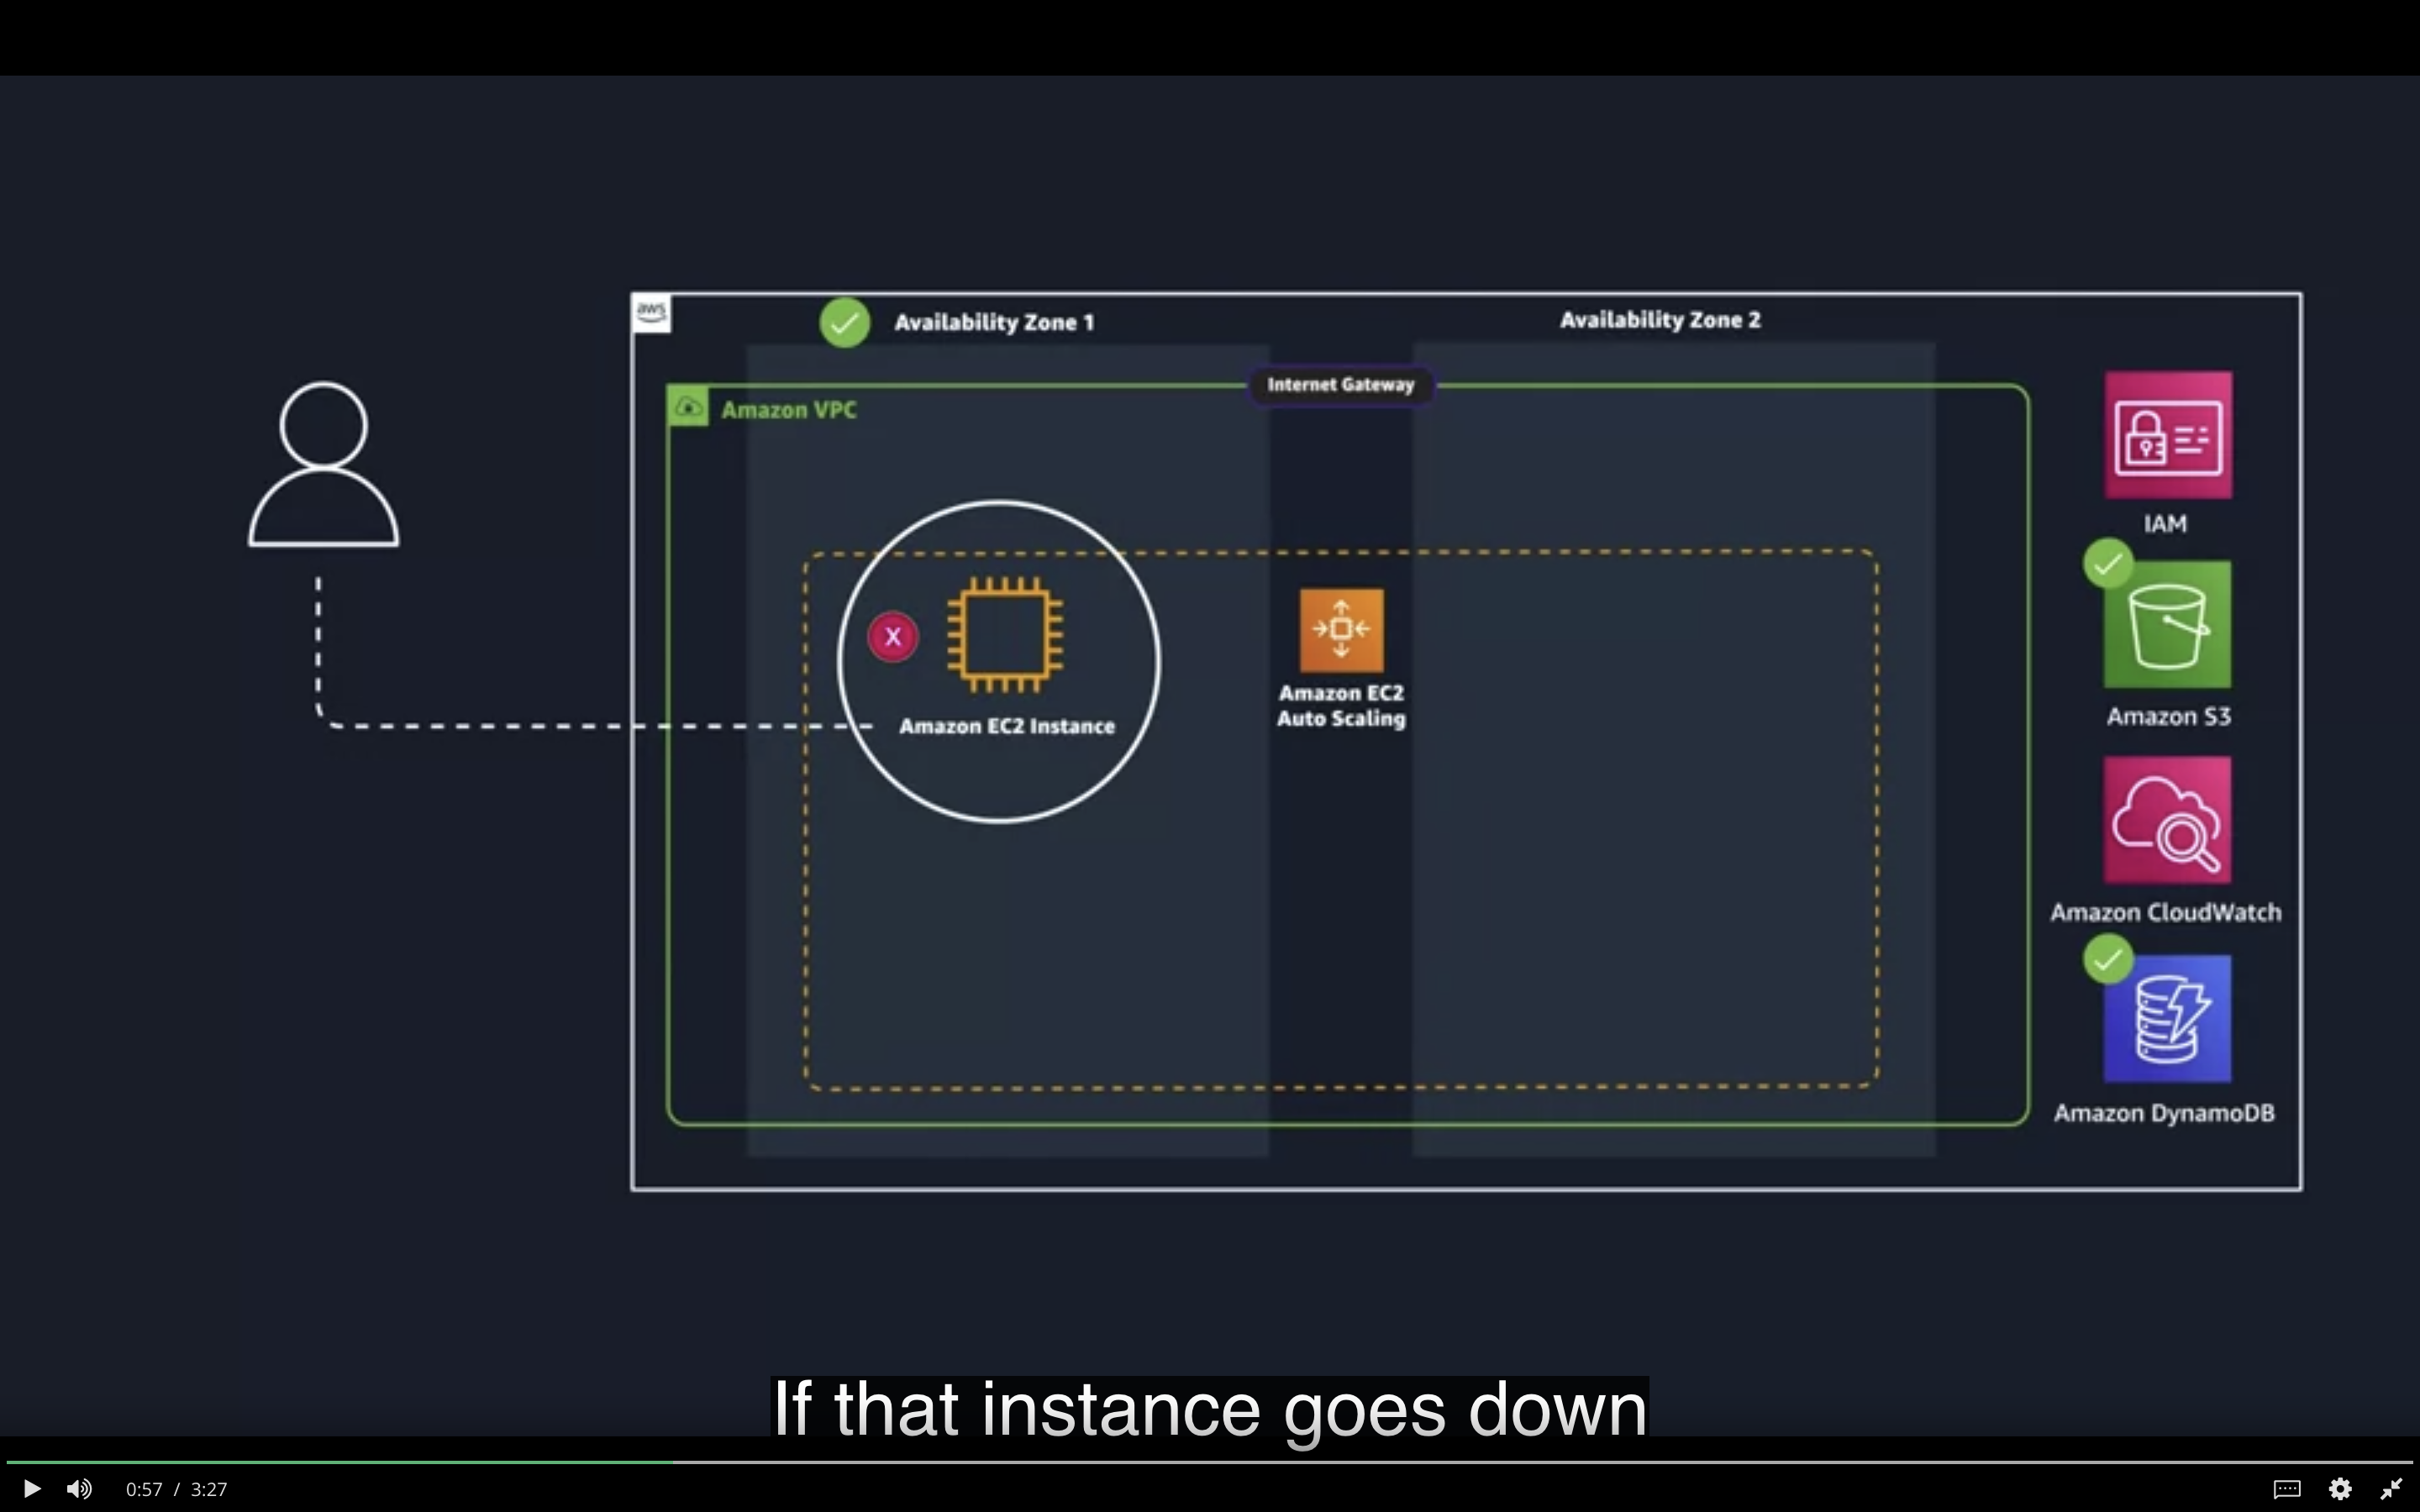 aws
Availability Zone 1
Availability Zone 2
Internet Gateway
Amazon VPC
IAM
X
Amazon EC2 Instance
Amazon EC2
Auto Scaling
Amazon S3
Amazon CloudWatch
Amazon DynamoDB
If that instance goes down
0:57 / 3:27